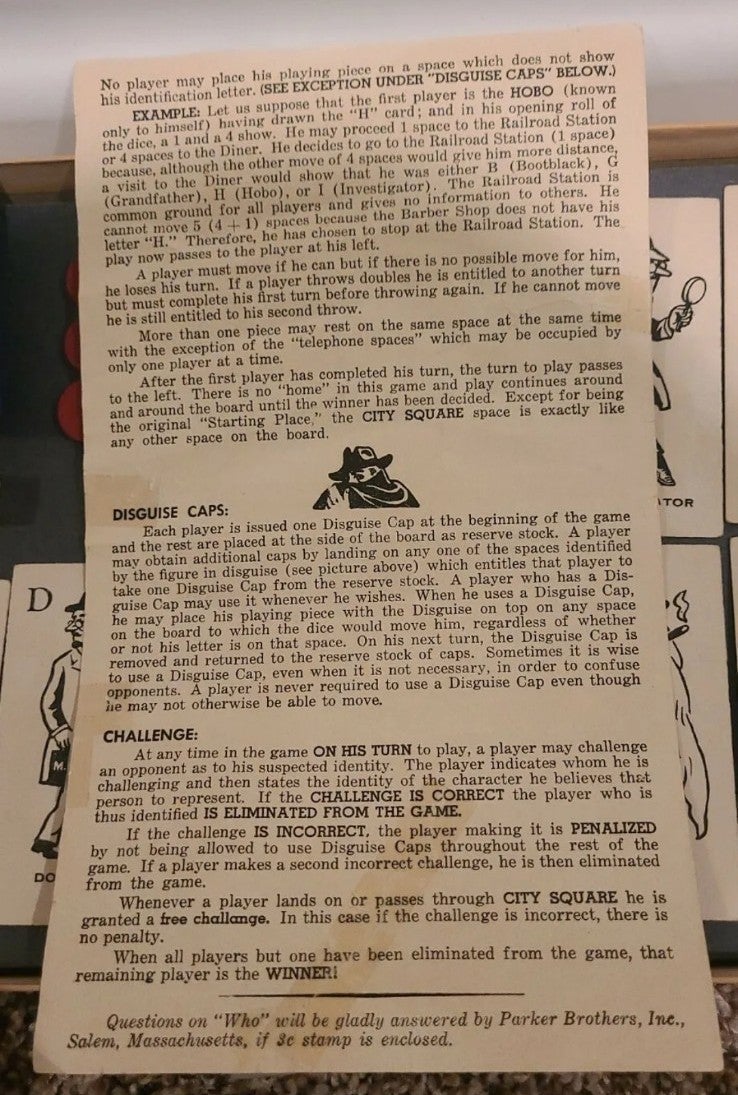 No player may place his playing piece on a space which does not show
his identification letter. (SEE EXCEPTION UNDER "DISGUISE CAPS" BELOW.)
EXAMPLE: Let us suppose that the first player is the HOBO (known
only to himself) having drawn the "H" card; and in his opening roll of
the dice, a 1 and a 4 show. He may proceed 1 space to the Railroad Station
or 4 spaces to the Diner. He decides to go to the Railroad Station (1 space)
because, although the other move of 4 spaces would give him more distance,
a visit to the Diner would show that he was either B (Bootblack), G
(Grandfather), H (Hobo), or I (Investigator). The Railroad Station is
common ground for all players and gives no information to others. He
cannot move 5 (4 + 1) spaces because the Barber Shop does not have his
letter "H." Therefore, he has chosen to stop at the Railroad Station. The
play now passes to the player at his left.
A player must move if he can but if there is no possible move for him,
he loses his turn. If a player throws doubles he is entitled to another turn
but must complete his first turn before throwing again. If he cannot move
he is still entitled to his second throw.
More than one piece may rest on the same space at the same time
with the exception of the "telephone spaces" which may be occupied by
only one player at a time.
After the first player has completed his turn, the turn to play passes
to the left. There is no "home" in this game and play continues around
and around the board until the winner has been decided. Except for being
the original "Starting Place," the CITY SQUARE space is exactly like
any other space on the board.
DISGUISE CAPS:
Each player is issued one Disguise Cap at the beginning of the game
and the rest are placed at the side of the board as reserve stock. A player
may obtain additional caps by landing on any one of the spaces identified
by the figure in disguise (see picture above) which entitles that player to
take one Disguise Cap from the reserve stock. A player who has a Dis-
guise Cap may use it whenever he wishes. When he uses a Disguise Cap,
he may place his playing piece with the Disguise on top on any space
on the board to which the dice would move him, regardless of whether
or not his letter is on that space. On his next turn, the Disguise Cap is
removed and returned to the reserve stock of caps. Sometimes it is wise
to use a Disguise Cap, even when it is not necessary, in order to confuse
opponents. A player is never required to use a Disguise Cap even though
he may not otherwise be able to move.
CHALLENGE:
At any time in the game ON HIS TURN to play, a player may challenge
an opponent as to his suspected identity. The player indicates whom he is
challenging and then states the identity of the character he believes that
person to represent. If the CHALLENGE IS CORRECT the player who is
thus identified IS ELIMINATED FROM THE GAME.
If the challenge IS INCORRECT, the player making it is PENALIZED
by not being allowed to use Disguise Caps throughout the rest of the
game. If a player makes a second incorrect challenge, he is then eliminated
from the game.
Whenever a player lands on or passes through CITY SQUARE he is
granted a free challange. In this case if the challenge is incorrect, there is
no penalty.
When all players but one have been eliminated from the game, that
remaining player is the WINNER!
Questions on "Who" will be gladly answered by Parker Brothers, Inc.,
Salem, Massachusetts, if 3c stamp is enclosed.
D
M.
DO
TOR